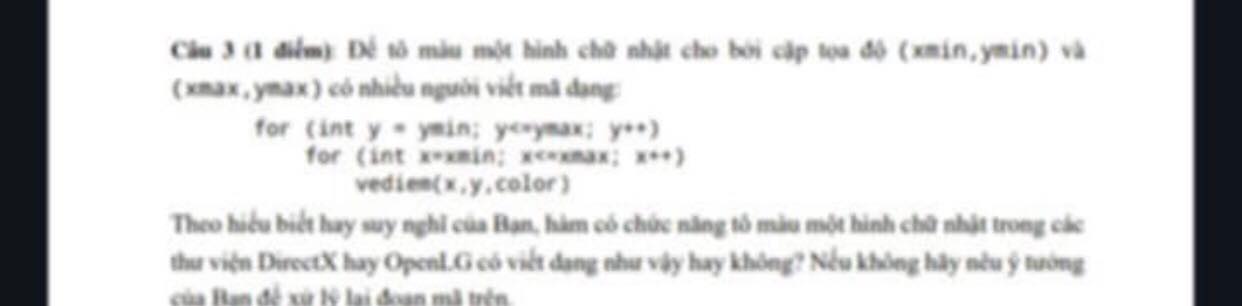 Câu 3 (1 điểm): Để tô màu một hình chữ nhật cho bởi cặp tọa độ (xmin,ymin) và
(xmax,ymax) có nhiều người viết mã dạng:
for (int y = ymin; y<=ymax; y++)
for (int x=xmin; x<=xmax; x++)
vediem(x,y,color)
Theo hiểu biết hay suy nghĩ của Bạn, hàm có chức năng tô màu một hình chữ nhật trong các
thư viện DirectX hay OpenLG có viết dạng như vậy hay không? Nếu không hãy nêu ý tưởng
của Bạn để xử lý lại đoạn mã trên.